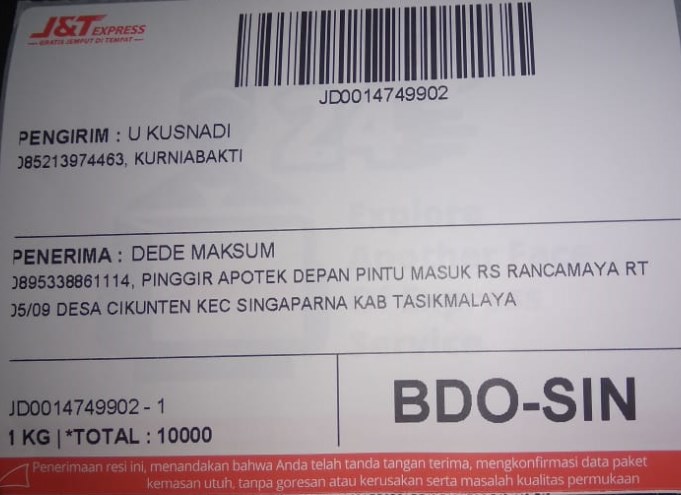 J&T EXPRESS
GRATIS JEMPUT DI TEMPAT
JD0014749902
PENGIRIM : U KUSNADI
085213974463, KURNIABAKTI
PENERIMA : DEDE MAKSUM
0895338861114, PINGGIR APOTEK DEPAN PINTU MASUK RS RANCAMAYA RT
05/09 DESA CIKUNTEN KEC SINGAPARNA KAB TASIKMALAYA
JD0014749902 - 1
1 KG | *TOTAL : 10000
BDO-SIN
Penerimaan resi ini, menandakan bahwa Anda telah tanda tangan terima, mengkonfirmasi data paket
kemasan utuh, tanpa goresan atau kerusakan serta masalah kualitas permukaan